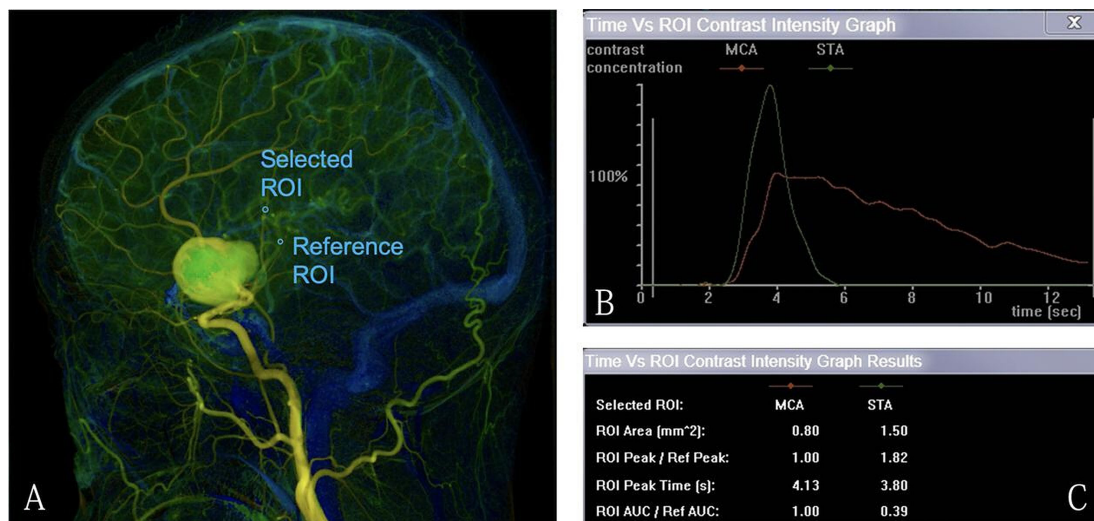 Selected
ROI
Reference
ROI
A
Time Vs ROI Contrast Intensity Graph
X
contrast MCA STA
concentration
100%
0 2 4 6 8 10 12
time (sec)
B
Time Vs ROI Contrast Intensity Graph Results
Selected ROI: MCA STA
ROI Area (mm^2): 0.80 1.50
ROI Peak / Ref Peak: 1.00 1.82
ROI Peak Time (s): 4.13 3.80
ROI AUC / Ref AUC: 1.00 0.39
C